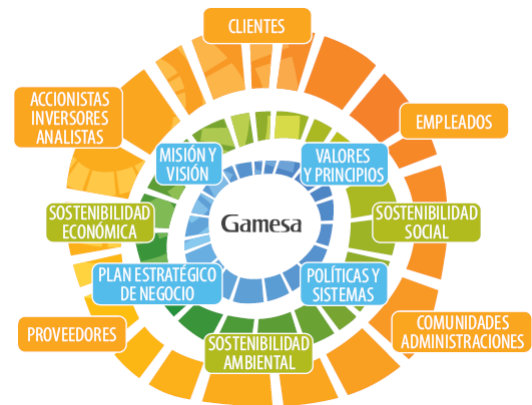 CLIENTES
ACCIONISTAS
INVERSORES
ANALISTAS
EMPLEADOS
MISIÓN Y
VISIÓN
VALORES
Y PRINCIPIOS
SOSTENIBILIDAD
ECONÓMICA
Gamesa
SOSTENIBILIDAD
SOCIAL
PLAN ESTRATÉGICO
DE NEGOCIO
POLÍTICAS Y
SISTEMAS
PROVEEDORES
SOSTENIBILIDAD
AMBIENTAL
COMUNIDADES
ADMINISTRACIONES